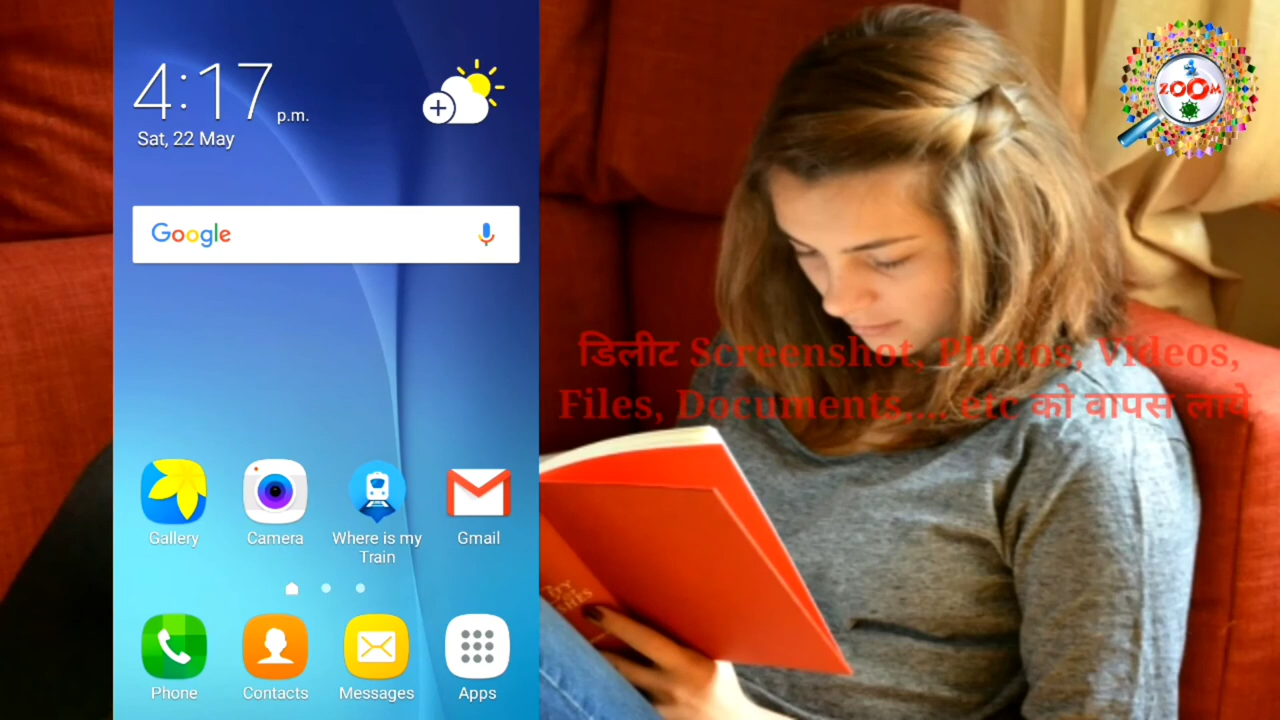 4:17 p.m.
Sat, 22 May
Google
Gallery
Camera
Where is my
Train
Gmail
Phone
Contacts
Messages
Apps
ZOOM
डिलीट Screenshot, Photos, Videos,
Files, Documents,... etc को वापस लाये